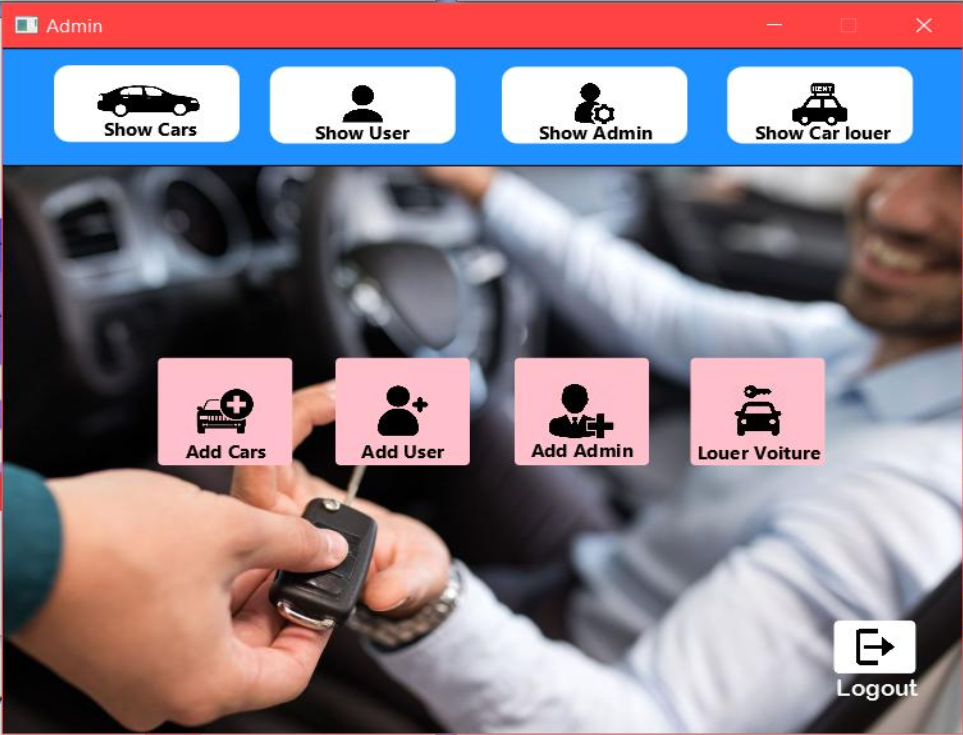 Admin
Show Cars
Show User
Show Admin
RENT
Show Car louer
Add Cars
Add User
Add Admin
Louer Voiture
Logout